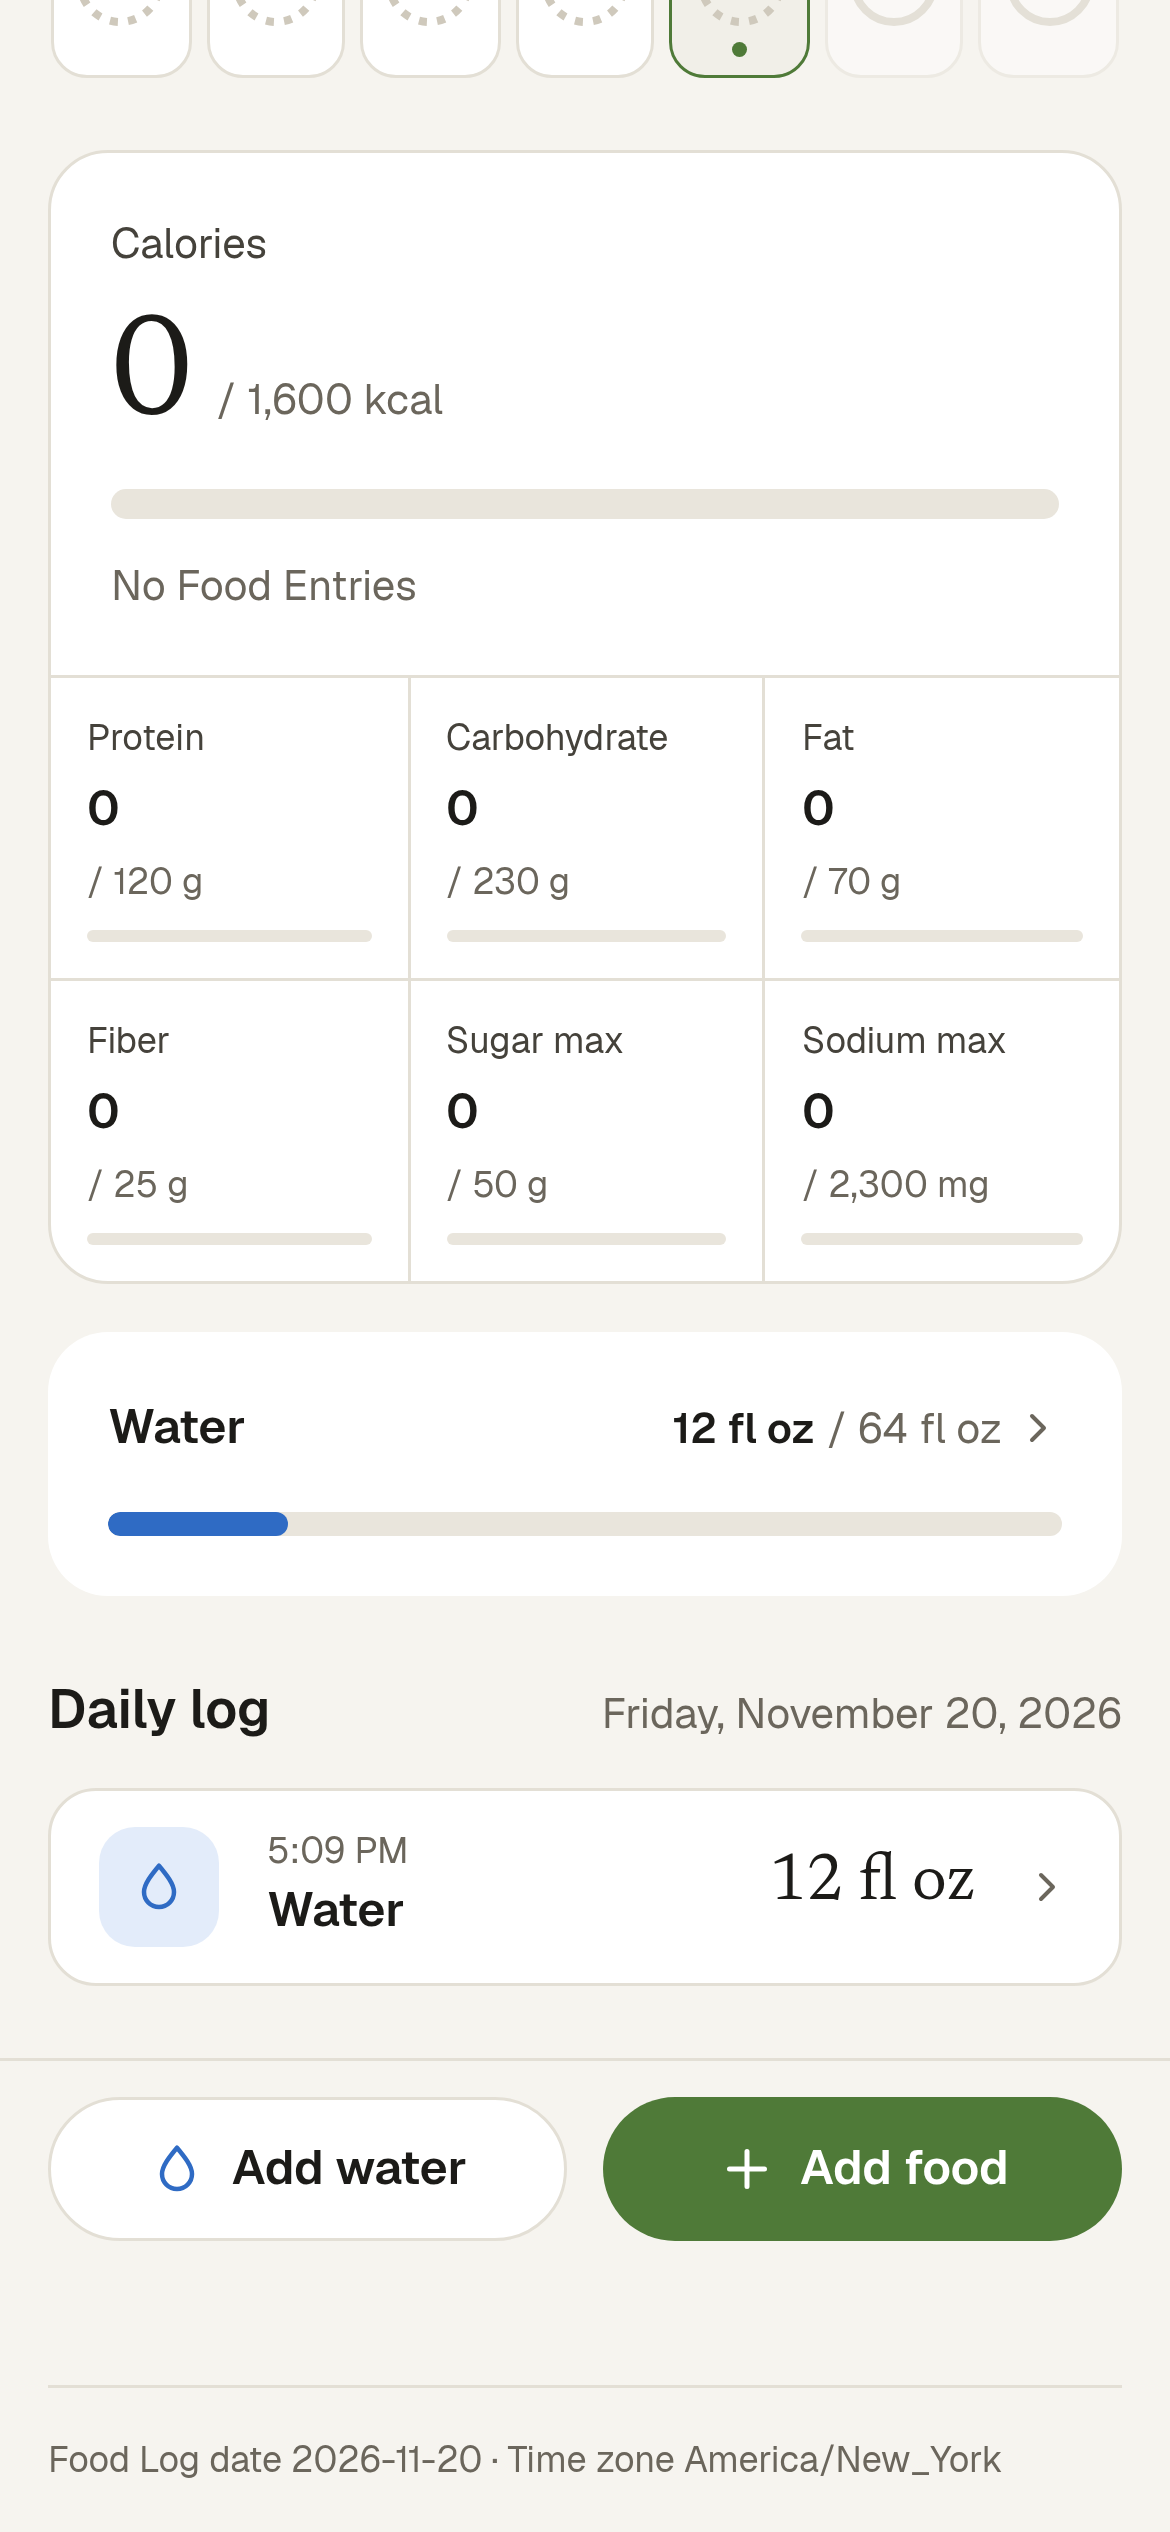 Calories
0 / 1,600 kcal
No Food Entries
Protein
0
/ 120 g
Carbohydrate
0
/ 230 g
Fat
0
/ 70 g
Fiber
0
/ 25 g
Sugar max
0
/ 50 g
Sodium max
0
/ 2,300 mg
Water
12 fl oz / 64 fl oz
Daily log
Friday, November 20, 2026
5:09 PM
Water
12 fl oz
Add water
Add food
Food Log date 2026-11-20 · Time zone America/New_York